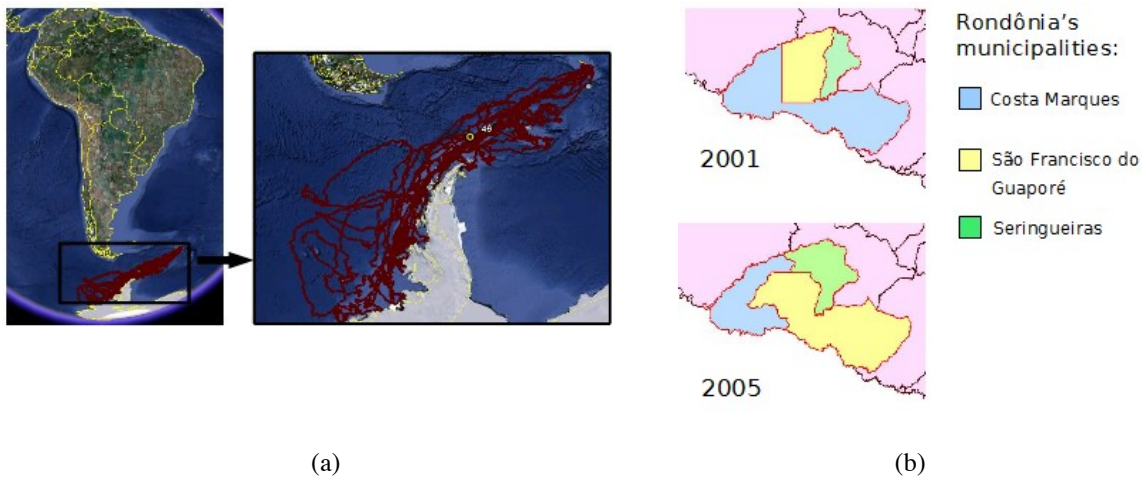 46
Rondônia's
municipalities:
Costa Marques
São Francisco do
Guaporé
Seringueiras
2001
2005
(a)
(b)